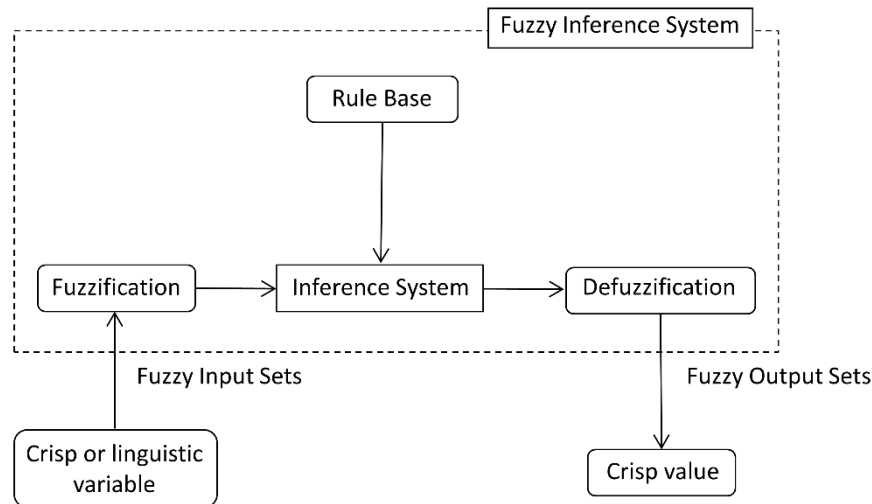 Fuzzy Inference System
Rule Base
Fuzzification
Inference System
Defuzzification
Fuzzy Input Sets
Fuzzy Output Sets
Crisp or linguistic
variable
Crisp value